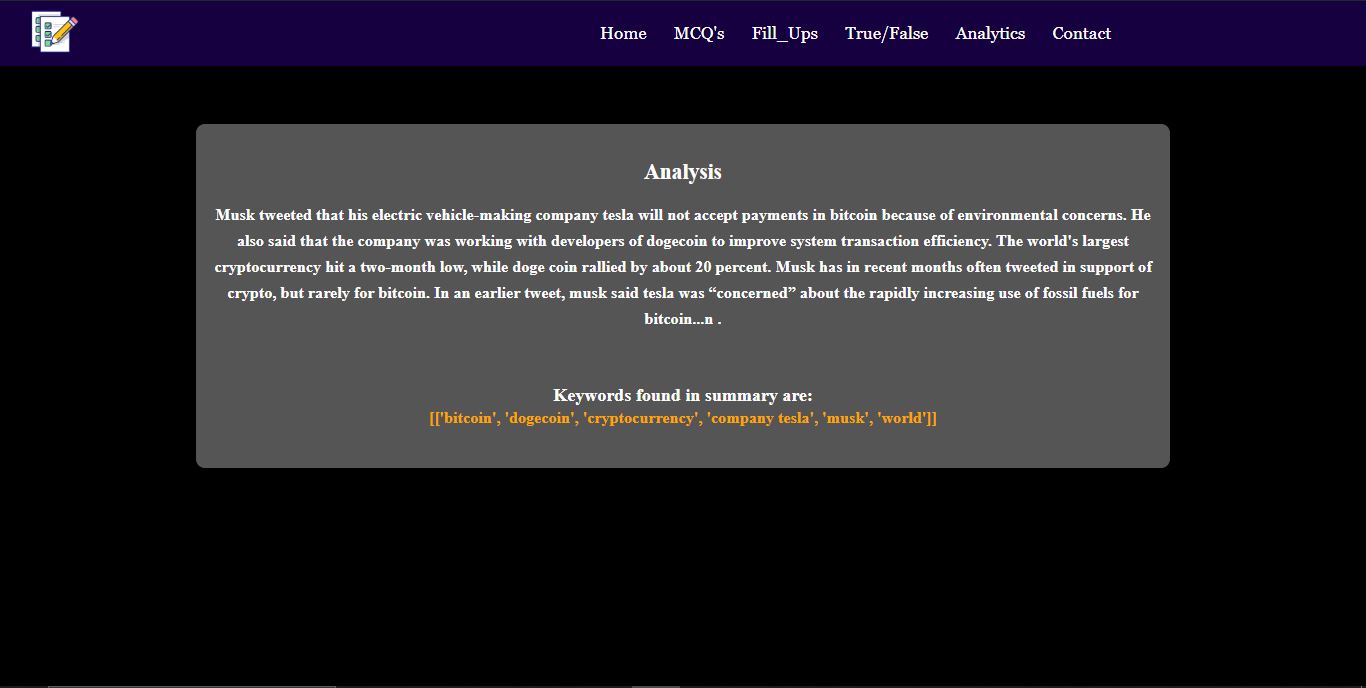 Home MCQ's Fill_Ups True/False Analytics Contact
Analysis
Musk tweeted that his electric vehicle-making company tesla will not accept payments in bitcoin because of environmental concerns. He
also said that the company was working with developers of dogecoin to improve system transaction efficiency. The world's largest
cryptocurrency hit a two-month low, while doge coin rallied by about 20 percent. Musk has in recent months often tweeted in support of
crypto, but rarely for bitcoin. In an earlier tweet, musk said tesla was “concerned” about the rapidly increasing use of fossil fuels for
bitcoin...n .
Keywords found in summary are:
[['bitcoin', 'dogecoin', 'cryptocurrency', 'company tesla', 'musk', 'world']]